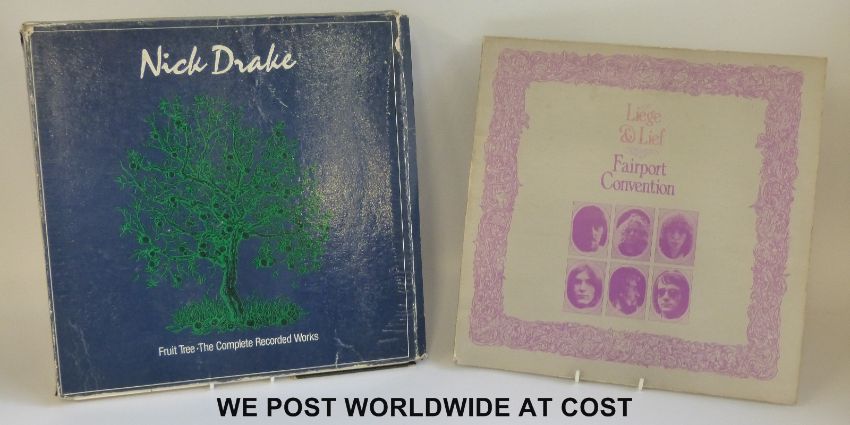 Nick Drake
Fruit Tree·The Complete Recorded Works
Liege
& Lief
Fairport
Convention
WE POST WORLDWIDE AT COST